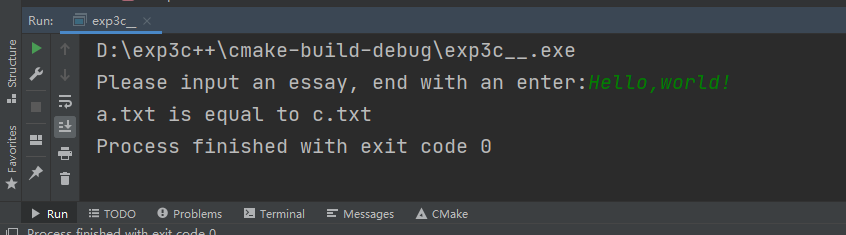 Run: exp3c__
Structure
Favorites
D:\exp3c++\cmake-build-debug\exp3c__.exe
Please input an essay, end with an enter:Hello,world!
a.txt is equal to c.txt
Process finished with exit code 0
Run TODO Problems Terminal Messages CMake
Process finished with exit code 0